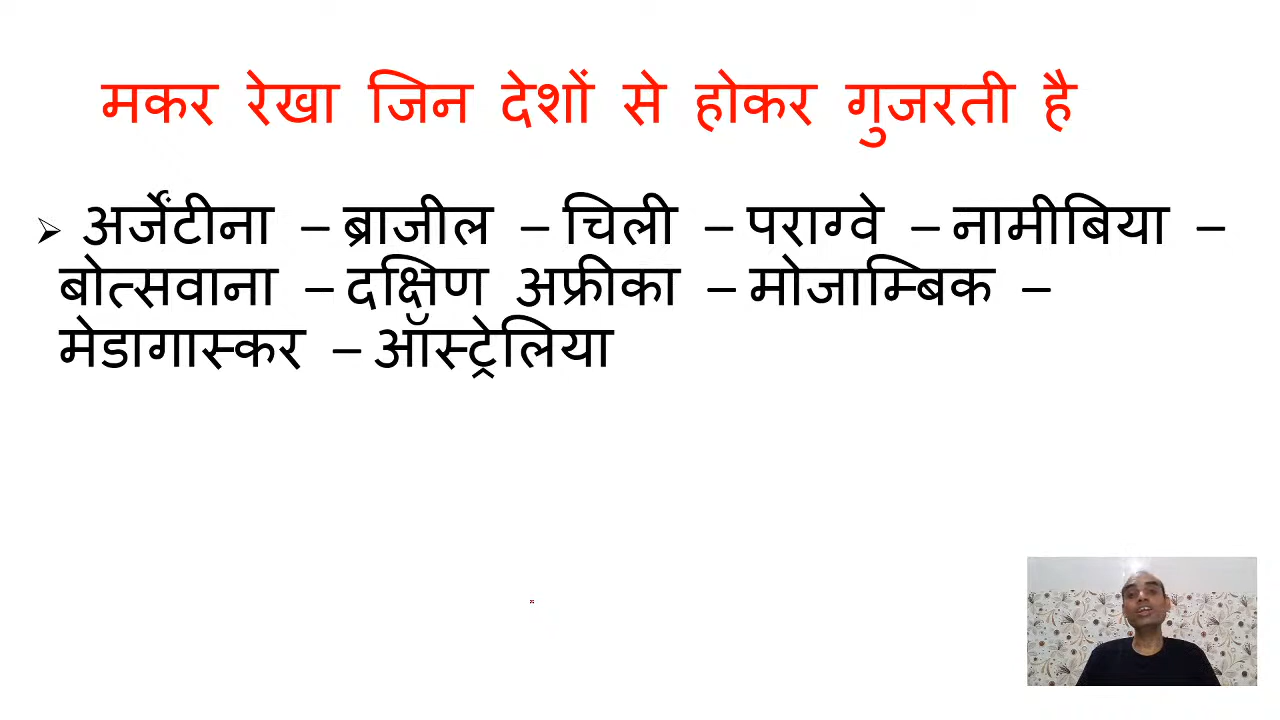 मकर रेखा जिन देशों से होकर गुजरती है
➢ अर्जेंटीना – ब्राजील – चिली – पराग्वे – नामीबिया –
बोत्सवाना – दक्षिण अफ्रीका – मोजाम्बिक –
मेडागास्कर – ऑस्ट्रेलिया